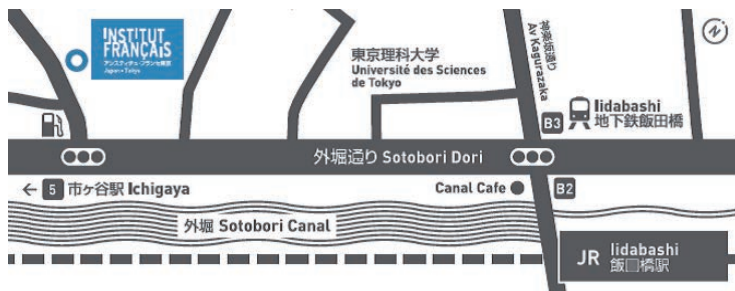 INSTITUT
FRANÇAIS
アンスティチュ・フランセ東京
Japon • Tokyo
東京理科大学
Université des Sciences
de Tokyo
神楽坂通り
Av Kagurazaka
N
B3
Iidabashi
地下鉄飯田橋
外堀通り Sotobori Dori
← 5 市ヶ谷駅 Ichigaya
Canal Cafe
B2
外堀 Sotobori Canal
JR
Iidabashi
飯□橋駅